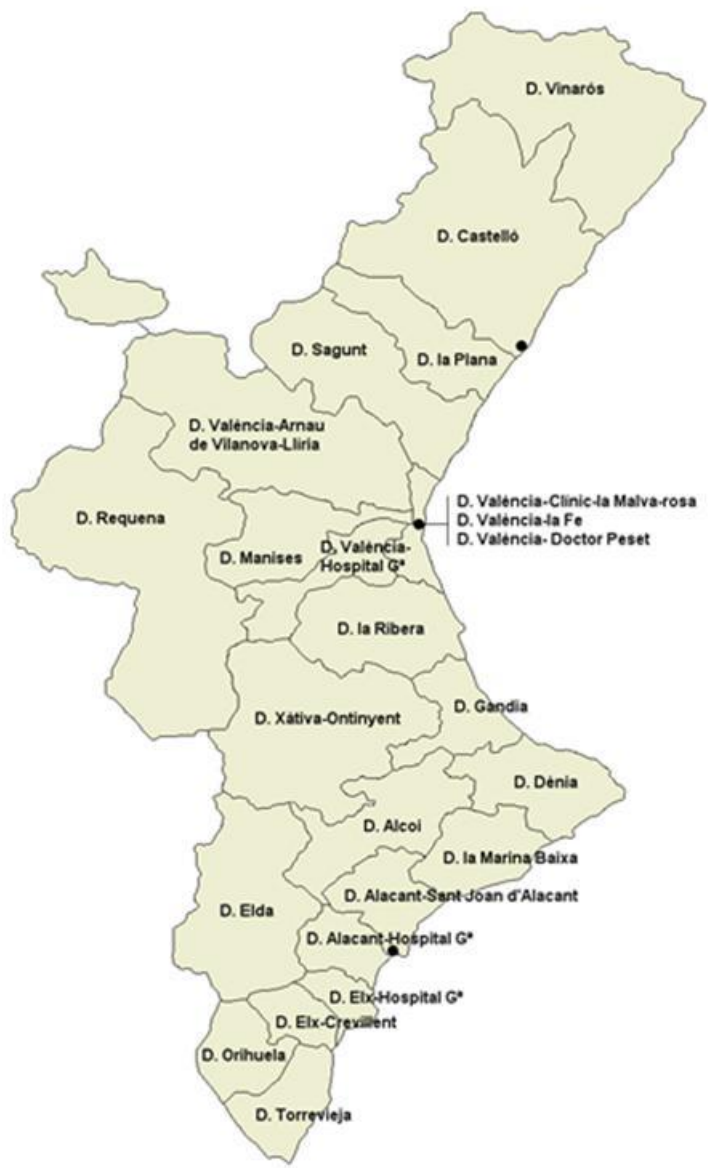 D. Vinarós
D. Castelló
D. Sagunt
D. la Plana
D. València-Arnau
de Vilanova-Llíria
D. Requena
D. València-Clínic-la Malva-rosa
D. València-la Fe
D. València- Doctor Peset
D. Manises
D. València-
Hospital Gª
D. la Ribera
D. Xàtiva-Ontinyent
D. Gandia
D. Dénia
D. Alcoi
D. la Marina Baixa
D. Alacant-Sant Joan d'Alacant
D. Elda
D. Alacant-Hospital Gª
D. Elx-Hospital Gª
D. Elx-Crevillent
D. Orihuela
D. Torrevieja